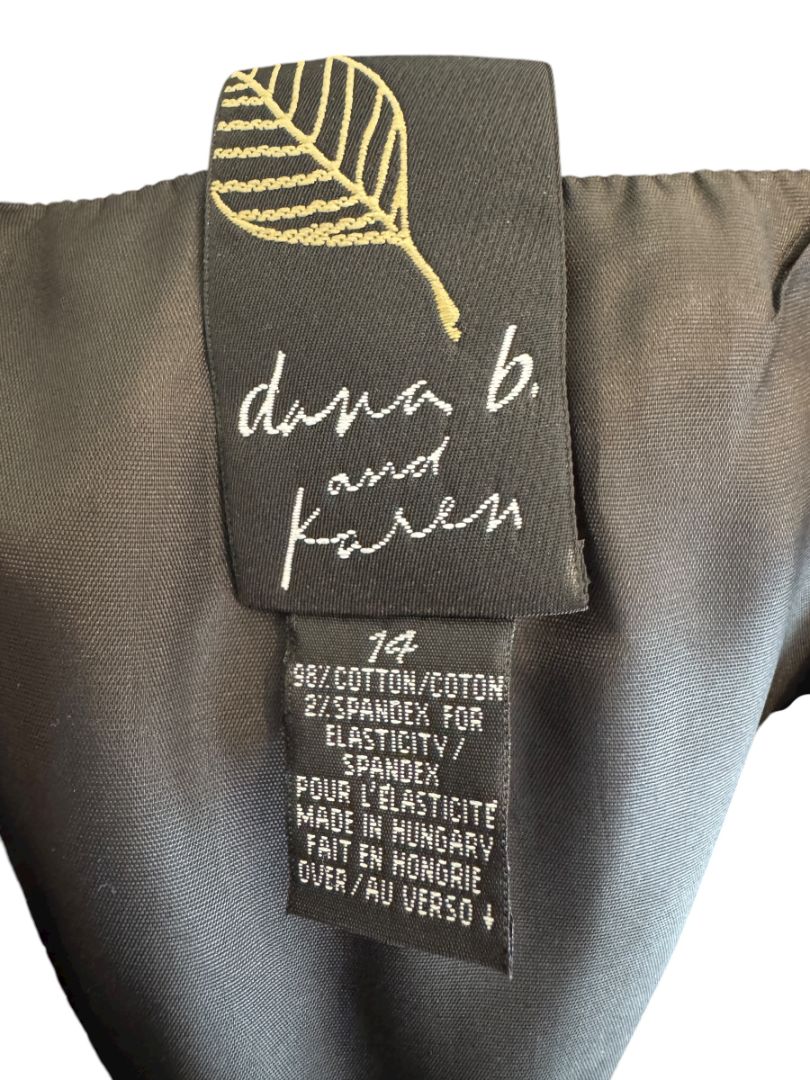 dana b.
and
karen
14
98% COTTON/COTON
2% SPANDEX FOR
ELASTICITY/
SPANDEX
POUR L'ÉLASTICITÉ
MADE IN HUNGARY
FAIT EN HONGRIE
OVER/AU VERSO ↓